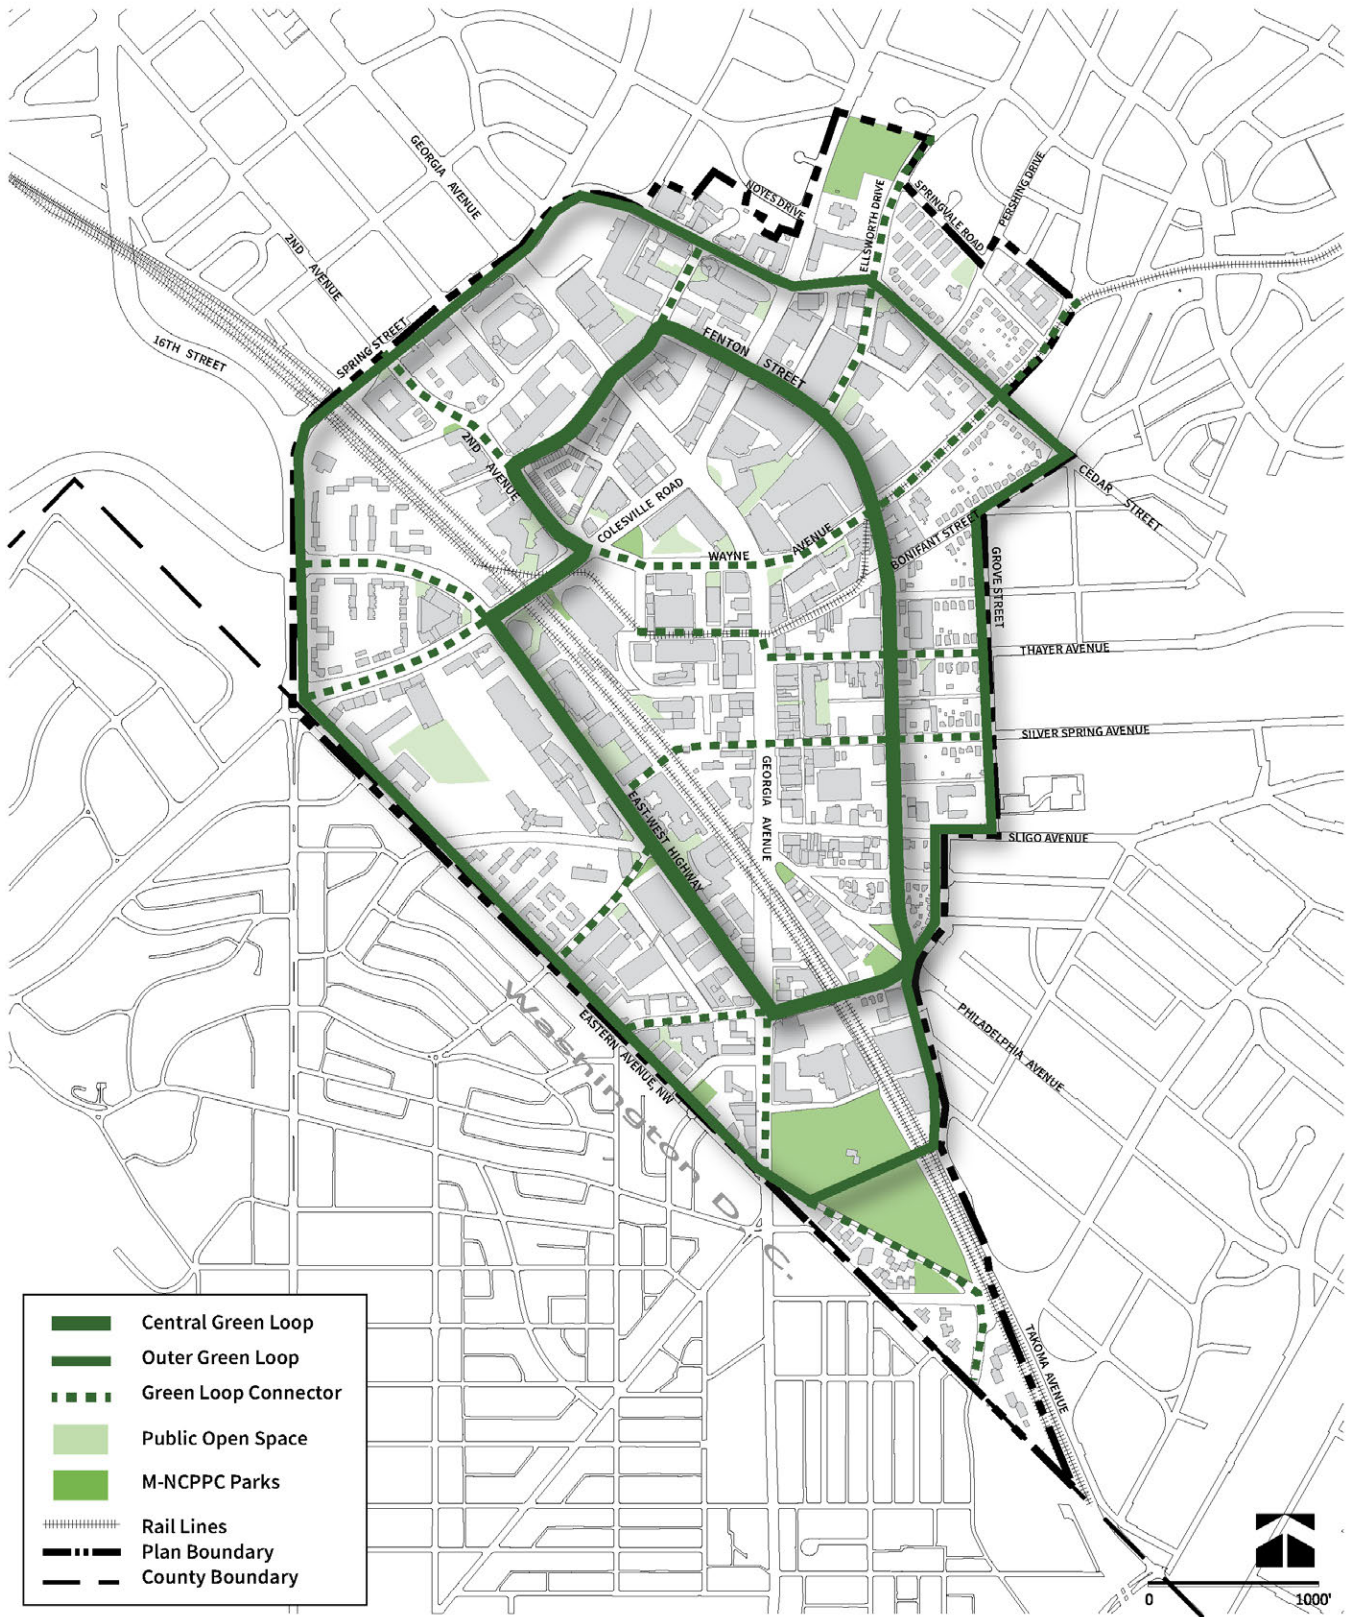 NOYES DRIVE
GEORGIA AVENUE
ELLSWORTH DRIVE
SPRINGVALE ROAD
PERSHING DRIVE
2ND AVENUE
16TH STREET
SPRING STREET
FENTON STREET
2ND AVENUE
COLESVILLE ROAD
WAYNE AVENUE
BONIFANT STREET
CEDAR STREET
GROVE STREET
THAYER AVENUE
SILVER SPRING AVENUE
GEORGIA AVENUE
EAST-WEST HIGHWAY
SLIGO AVENUE
Washington D.C.
EASTERN AVENUE, NW
PHILADELPHIA AVENUE
TAKOMA AVENUE
Central Green Loop
Outer Green Loop
Green Loop Connector
Public Open Space
M-NCPPC Parks
Rail Lines
Plan Boundary
County Boundary
0 1000'